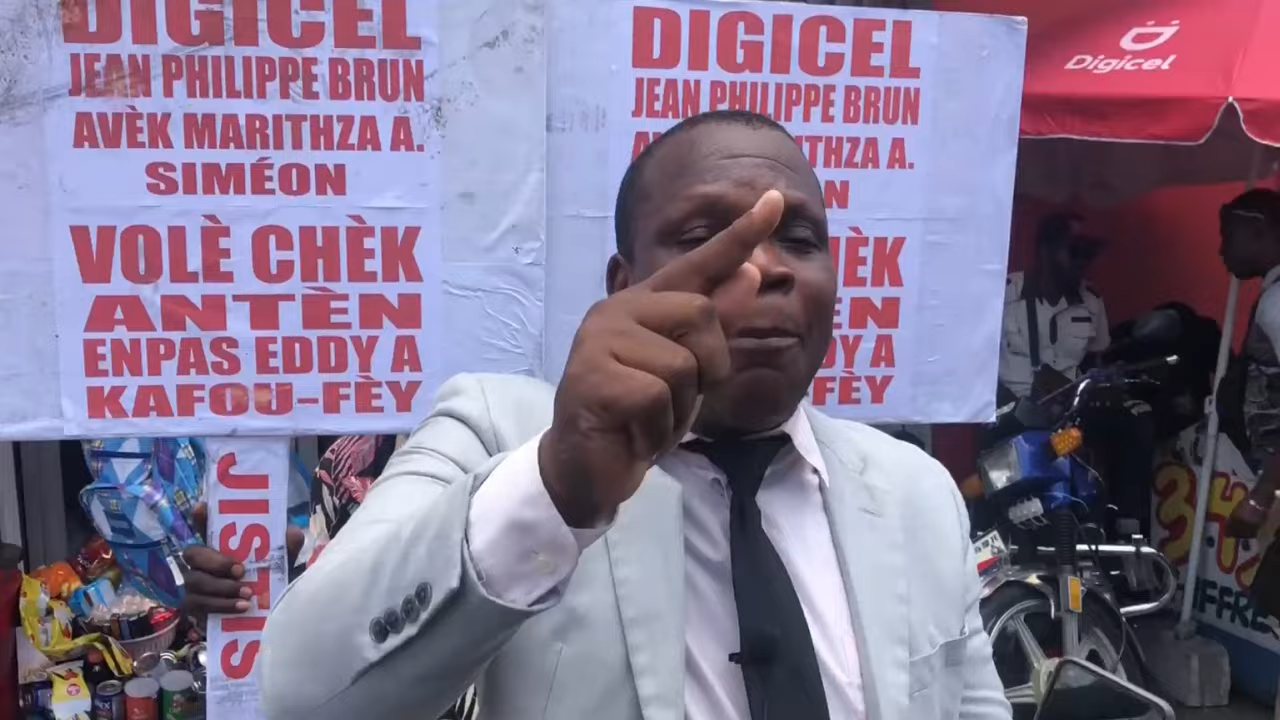 DIGICEL
JEAN PHILIPPE BRUN
AVÈK MARITHZA A.
SIMÉON
VOLÈ CHÈK
ANTÈN
ENPAS EDDY A
KAFOU-FÈY
JISTIS
DIGICEL
JEAN PHILIPPE BRUN
A.
CHÈK
A
FÈY
Digicel